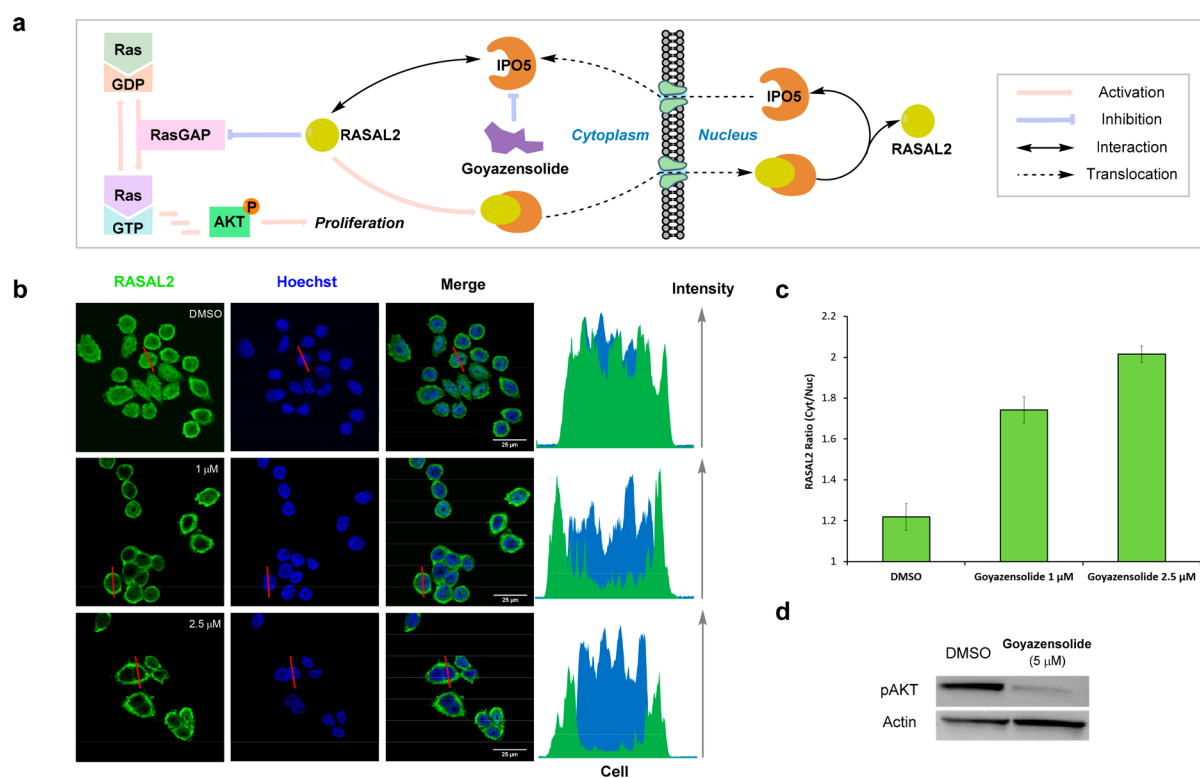 a
Ras
GDP
RasGAP
Ras
GTP
AKT
P
Proliferation
RASAL2
IPO5
Goyazensolide
Cytoplasm
Nucleus
IPO5
RASAL2
Activation
Inhibition
Interaction
Translocation
b
RASAL2
Hoechst
Merge
Intensity
DMSO
25 μm
1 μM
25 μm
2.5 μM
25 μm
Cell
c
RASAL2 Ratio (Cyt/Nuc)
2.2
2
1.8
1.6
1.4
1.2
1
DMSO
Goyazensolide 1 μM
Goyazensolide 2.5 μM
d
DMSO
Goyazensolide
(5 μM)
pAKT
Actin